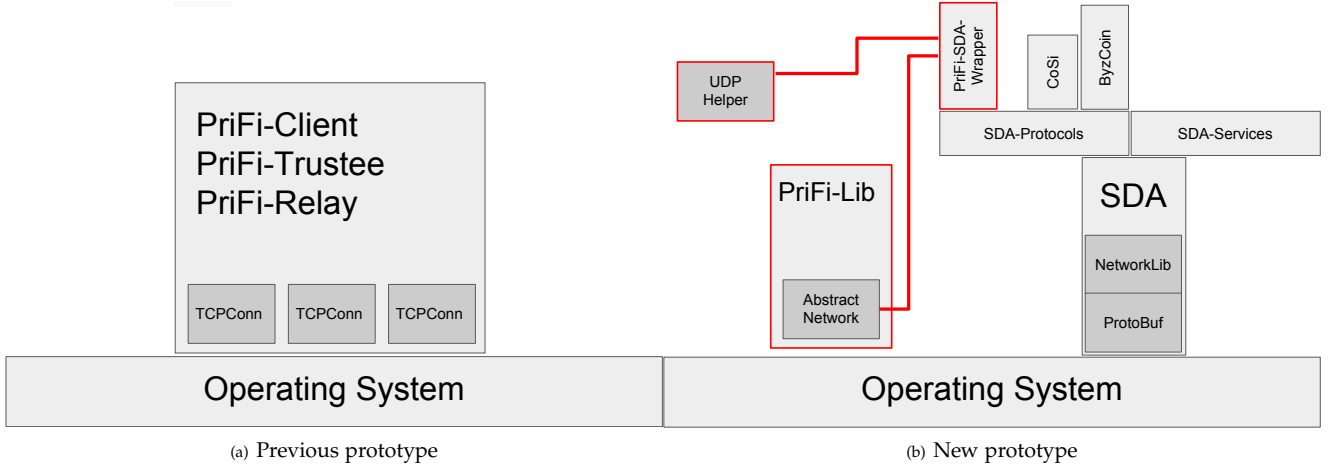 PriFi-Client
PriFi-Trustee
PriFi-Relay
TCPConn
TCPConn
TCPConn
Operating System
(a) Previous prototype
UDP
Helper
PriFi-SDA-
Wrapper
CoSi
ByzCoin
SDA-Protocols
SDA-Services
PriFi-Lib
Abstract
Network
SDA
NetworkLib
ProtoBuf
Operating System
(b) New prototype